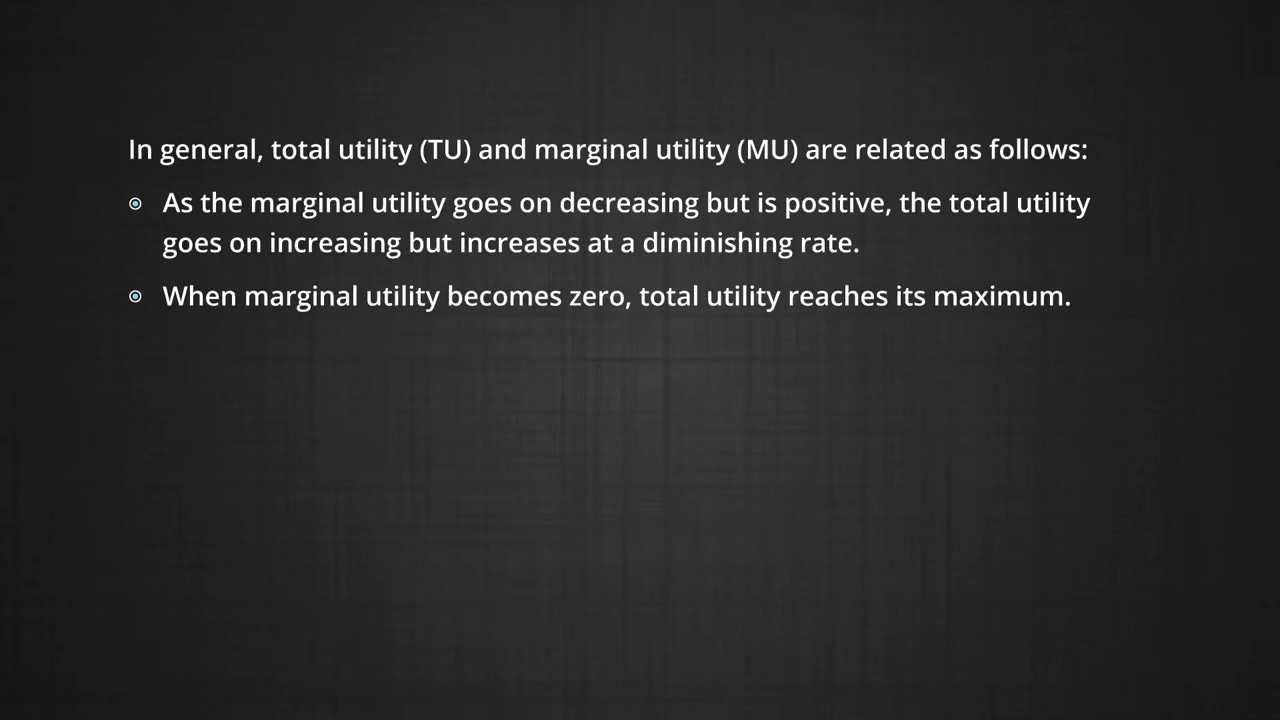 In general, total utility (TU) and marginal utility (MU) are related as follows:
As the marginal utility goes on decreasing but is positive, the total utility
goes on increasing but increases at a diminishing rate.
When marginal utility becomes zero, total utility reaches its maximum.